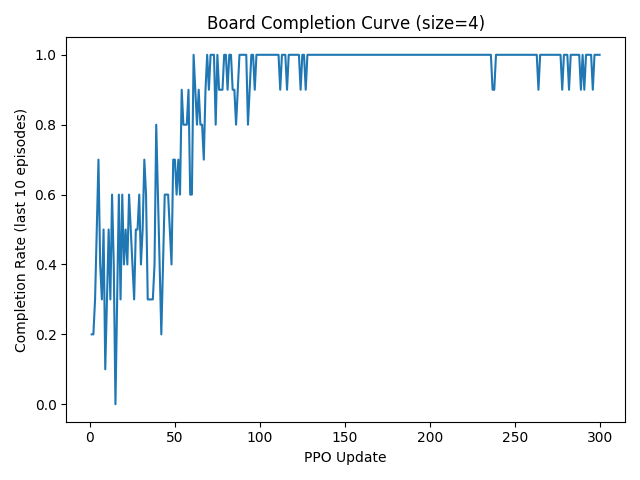 Board Completion Curve (size=4)
Completion Rate (last 10 episodes)
1.0
0.8
0.6
0.4
0.2
0.0
0 50 100 150 200 250 300
PPO Update